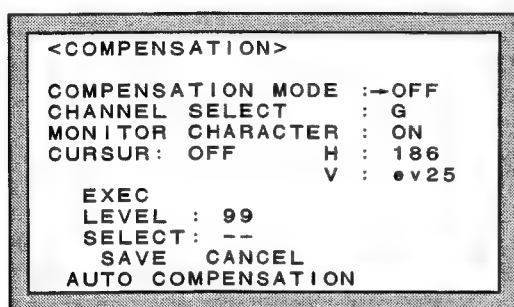 <COMPENSATION>
COMPENSATION MODE :→OFF
CHANNEL SELECT : G
MONITOR CHARACTER : ON
CURSUR: OFF H : 186
V : ev25
EXEC
LEVEL : 99
SELECT: --
SAVE CANCEL
AUTO COMPENSATION